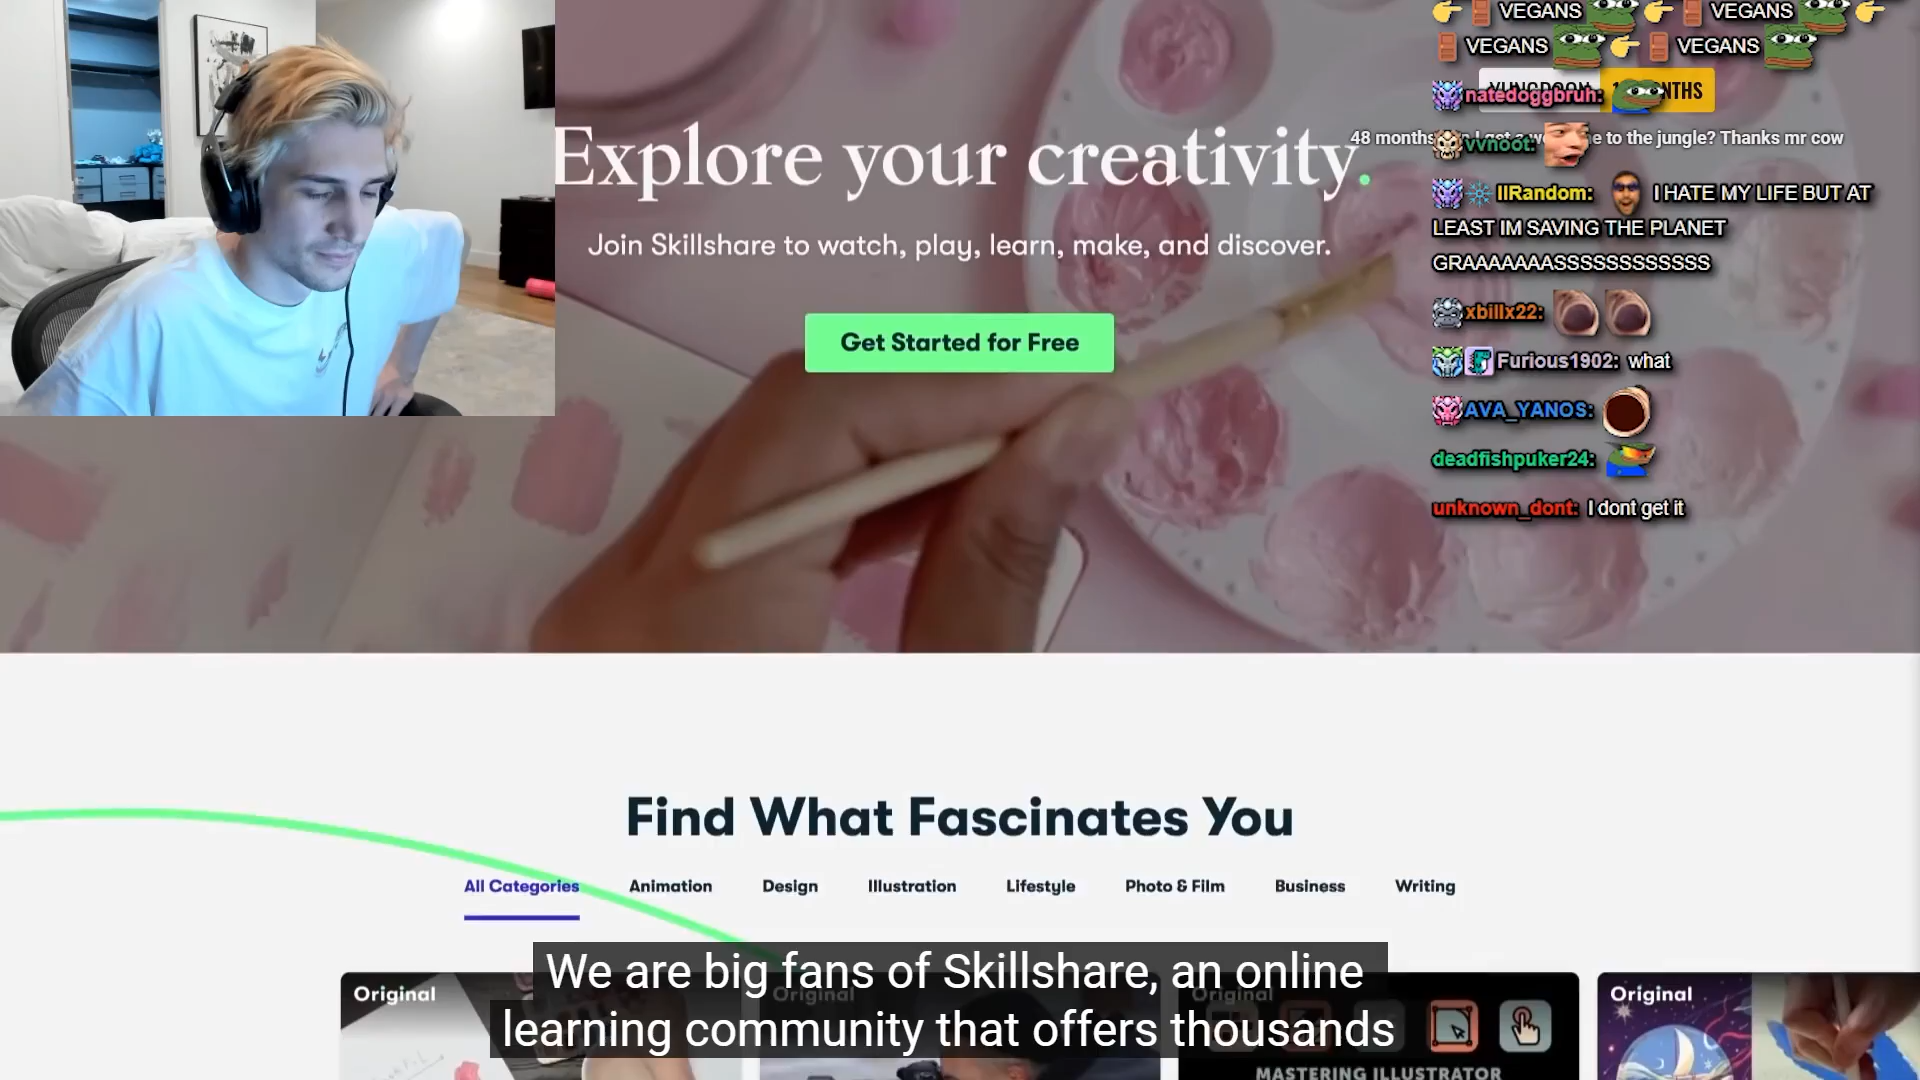 VEGANS VEGANS
VEGANS VEGANS
natedoggbruh:
48 months
e to the jungle? Thanks mr cow
vvnoot:
llRandom: I HATE MY LIFE BUT AT
LEAST IM SAVING THE PLANET
GRAAAAAAASSSSSSSSSSSS
xbillx22:
Furious1902: what
AVA_YANOS:
deadfishpuker24:
unknown_dont: I dont get it
Explore your creativity.
Join Skillshare to watch, play, learn, make, and discover.
Get Started for Free
Find What Fascinates You
All Categories Animation Design Illustration Lifestyle Photo & Film Business Writing
Original Original Original Original
We are big fans of Skillshare, an online
learning community that offers thousands
MASTERING ILLUSTRATOR